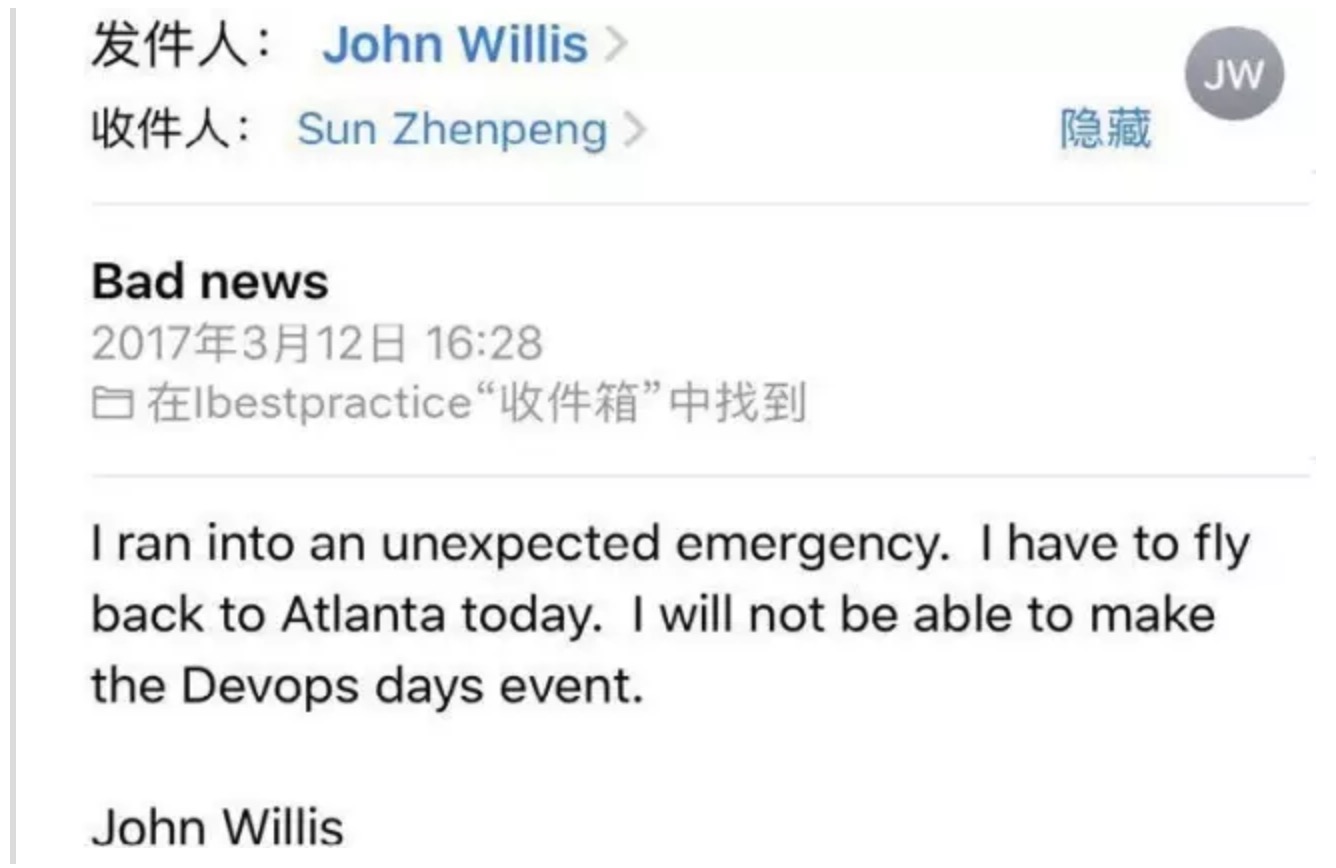 发件人： John Willis
JW
收件人： Sun Zhenpeng
隐藏
Bad news
2017年3月12日 16:28
在Ibestpractice“收件箱”中找到
I ran into an unexpected emergency.  I have to fly
back to Atlanta today.  I will not be able to make
the Devops days event.
John Willis